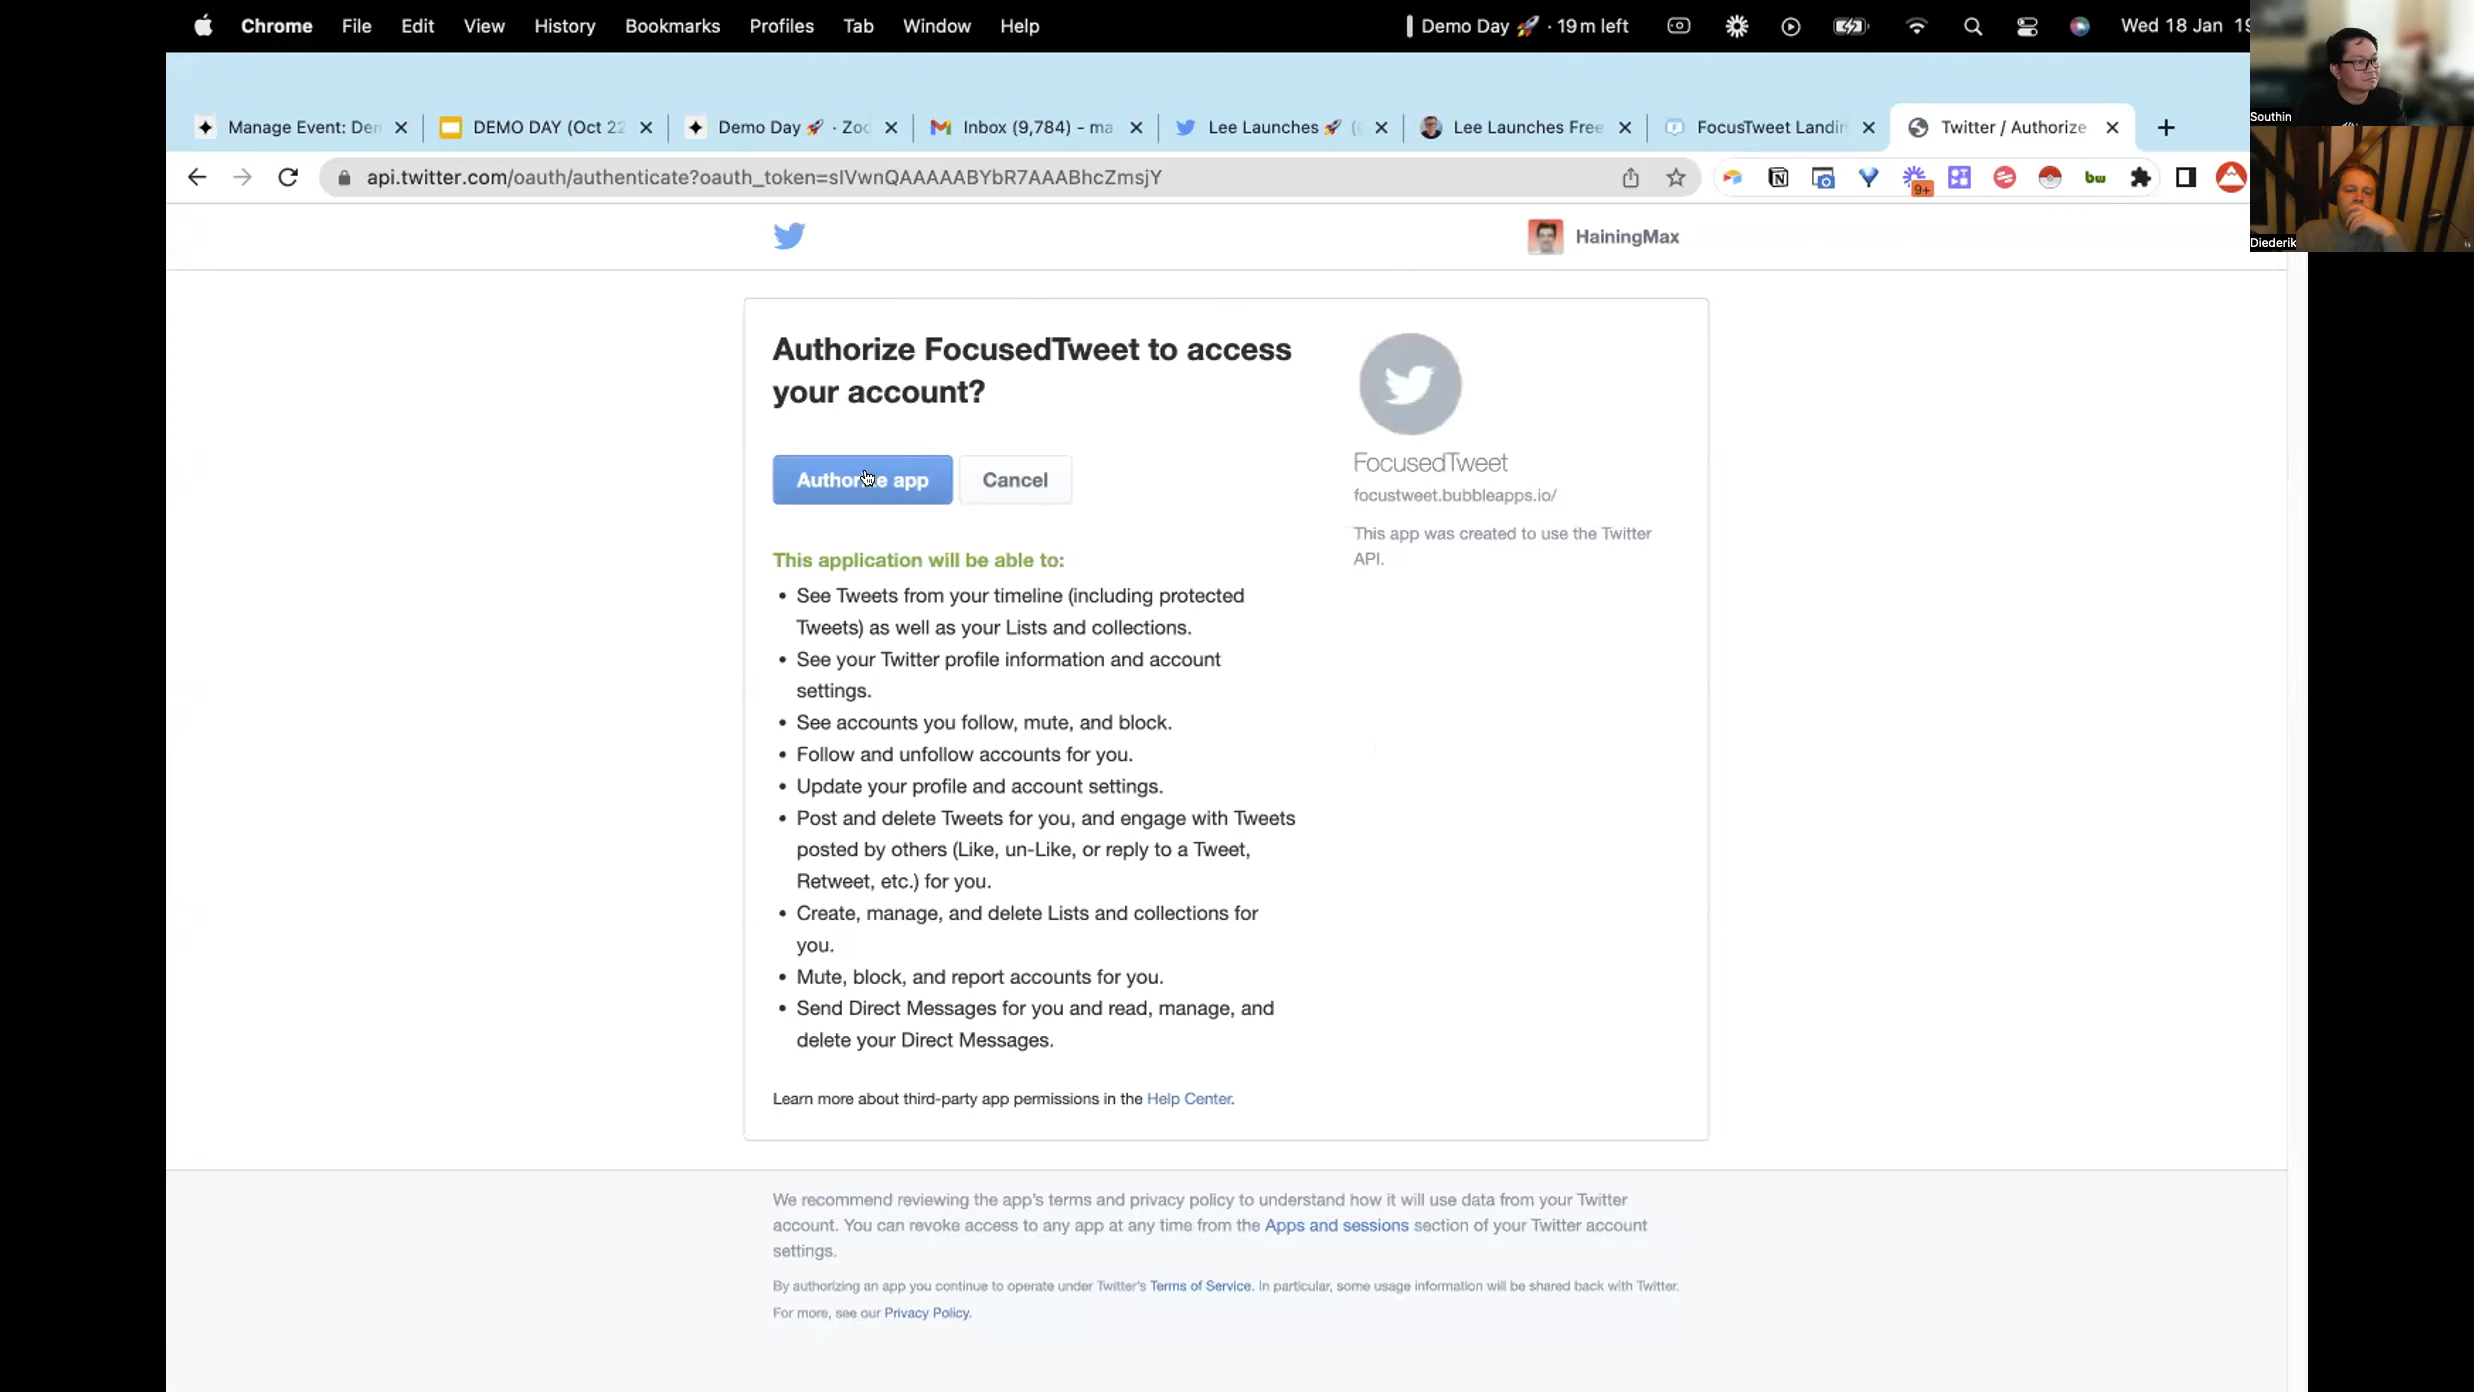 Chrome File Edit View History Bookmarks Profiles Tab Window Help Demo Day 🚀 · 19 m left Wed 18 Jan
Southin
Manage Event: Den DEMO DAY (Oct 22 Demo Day 🚀 · Zoo Inbox (9,784) - ma Lee Launches 🚀 ( Lee Launches Free FocusTweet Landin Twitter / Authorize
api.twitter.com/oauth/authenticate?oauth_token=sIVwnQAAAAABYbR7AAABhcZmsjY
9+
bw
Diederik
HainingMax
Authorize FocusedTweet to access
your account?
Authorize app Cancel
FocusedTweet
focustweet.bubbleapps.io/
This app was created to use the Twitter
API.
This application will be able to:
• See Tweets from your timeline (including protected
Tweets) as well as your Lists and collections.
• See your Twitter profile information and account
settings.
• See accounts you follow, mute, and block.
• Follow and unfollow accounts for you.
• Update your profile and account settings.
• Post and delete Tweets for you, and engage with Tweets
posted by others (Like, un-Like, or reply to a Tweet,
Retweet, etc.) for you.
• Create, manage, and delete Lists and collections for
you.
• Mute, block, and report accounts for you.
• Send Direct Messages for you and read, manage, and
delete your Direct Messages.
Learn more about third-party app permissions in the Help Center.
We recommend reviewing the app's terms and privacy policy to understand how it will use data from your Twitter
account. You can revoke access to any app at any time from the Apps and sessions section of your Twitter account
settings.
By authorizing an app you continue to operate under Twitter's Terms of Service. In particular, some usage information will be shared back with Twitter.
For more, see our Privacy Policy.